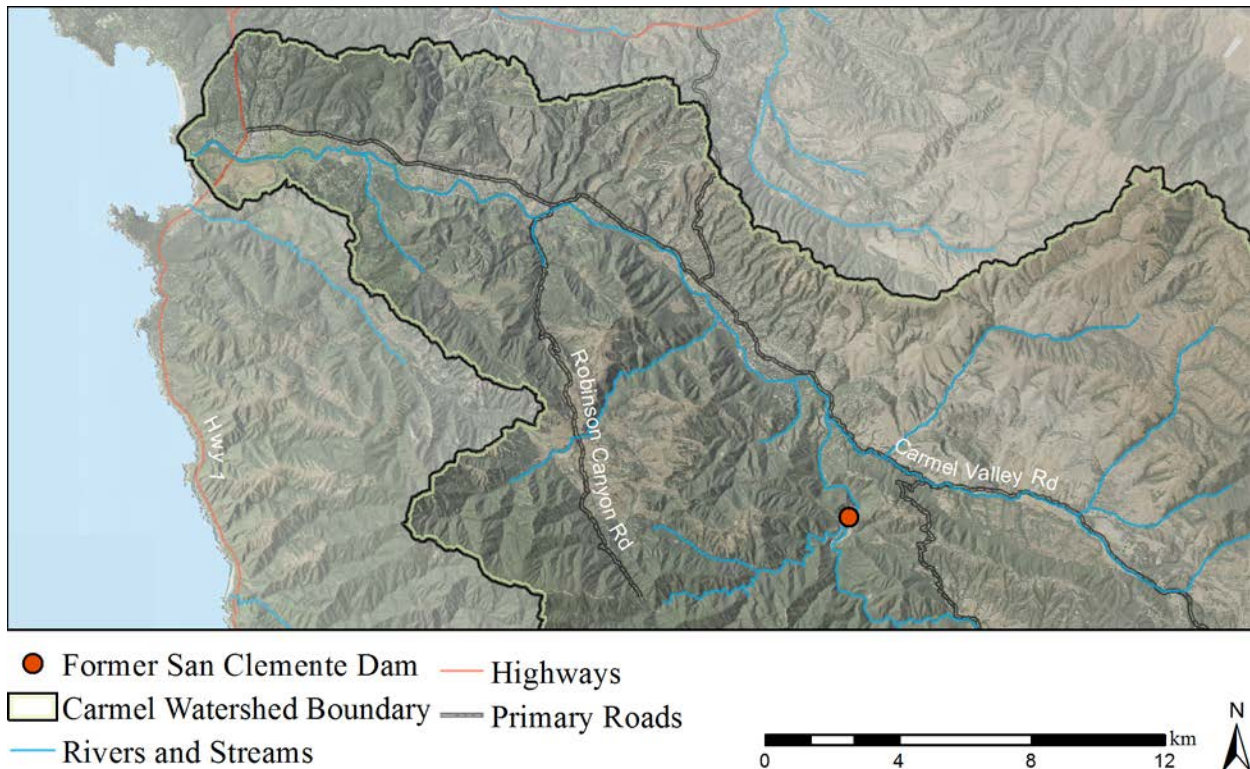 Robinson Canyon Rd
Hwy 1
Carmel Valley Rd
Former San Clemente Dam
Highways
Carmel Watershed Boundary
Primary Roads
Rivers and Streams
km
0 4 8 12
N